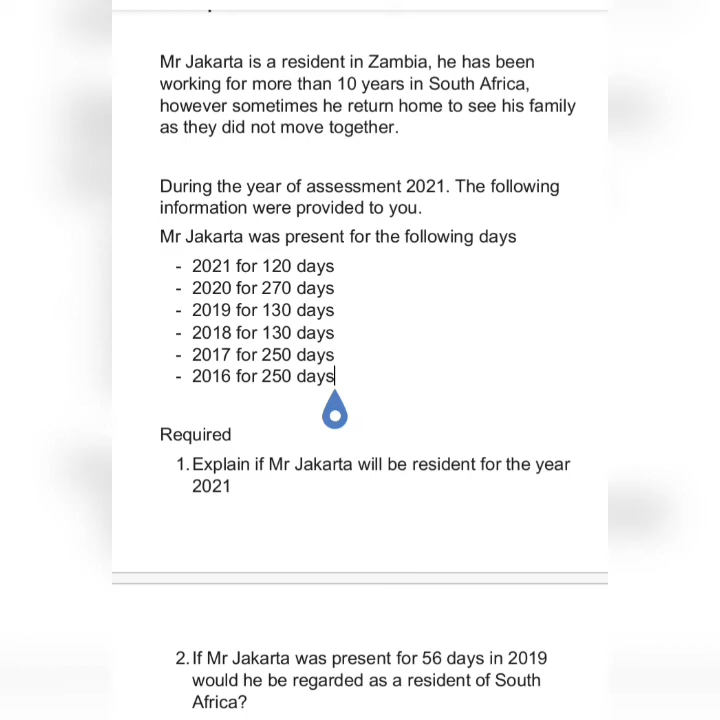 Mr Jakarta is a resident in Zambia, he has been
working for more than 10 years in South Africa,
however sometimes he return home to see his family
as they did not move together.
During the year of assessment 2021. The following
information were provided to you.
Mr Jakarta was present for the following days
- 2021 for 120 days
- 2020 for 270 days
- 2019 for 130 days
- 2018 for 130 days
- 2017 for 250 days
- 2016 for 250 days
Required
1. Explain if Mr Jakarta will be resident for the year
2021
2. If Mr Jakarta was present for 56 days in 2019
would he be regarded as a resident of South
Africa?